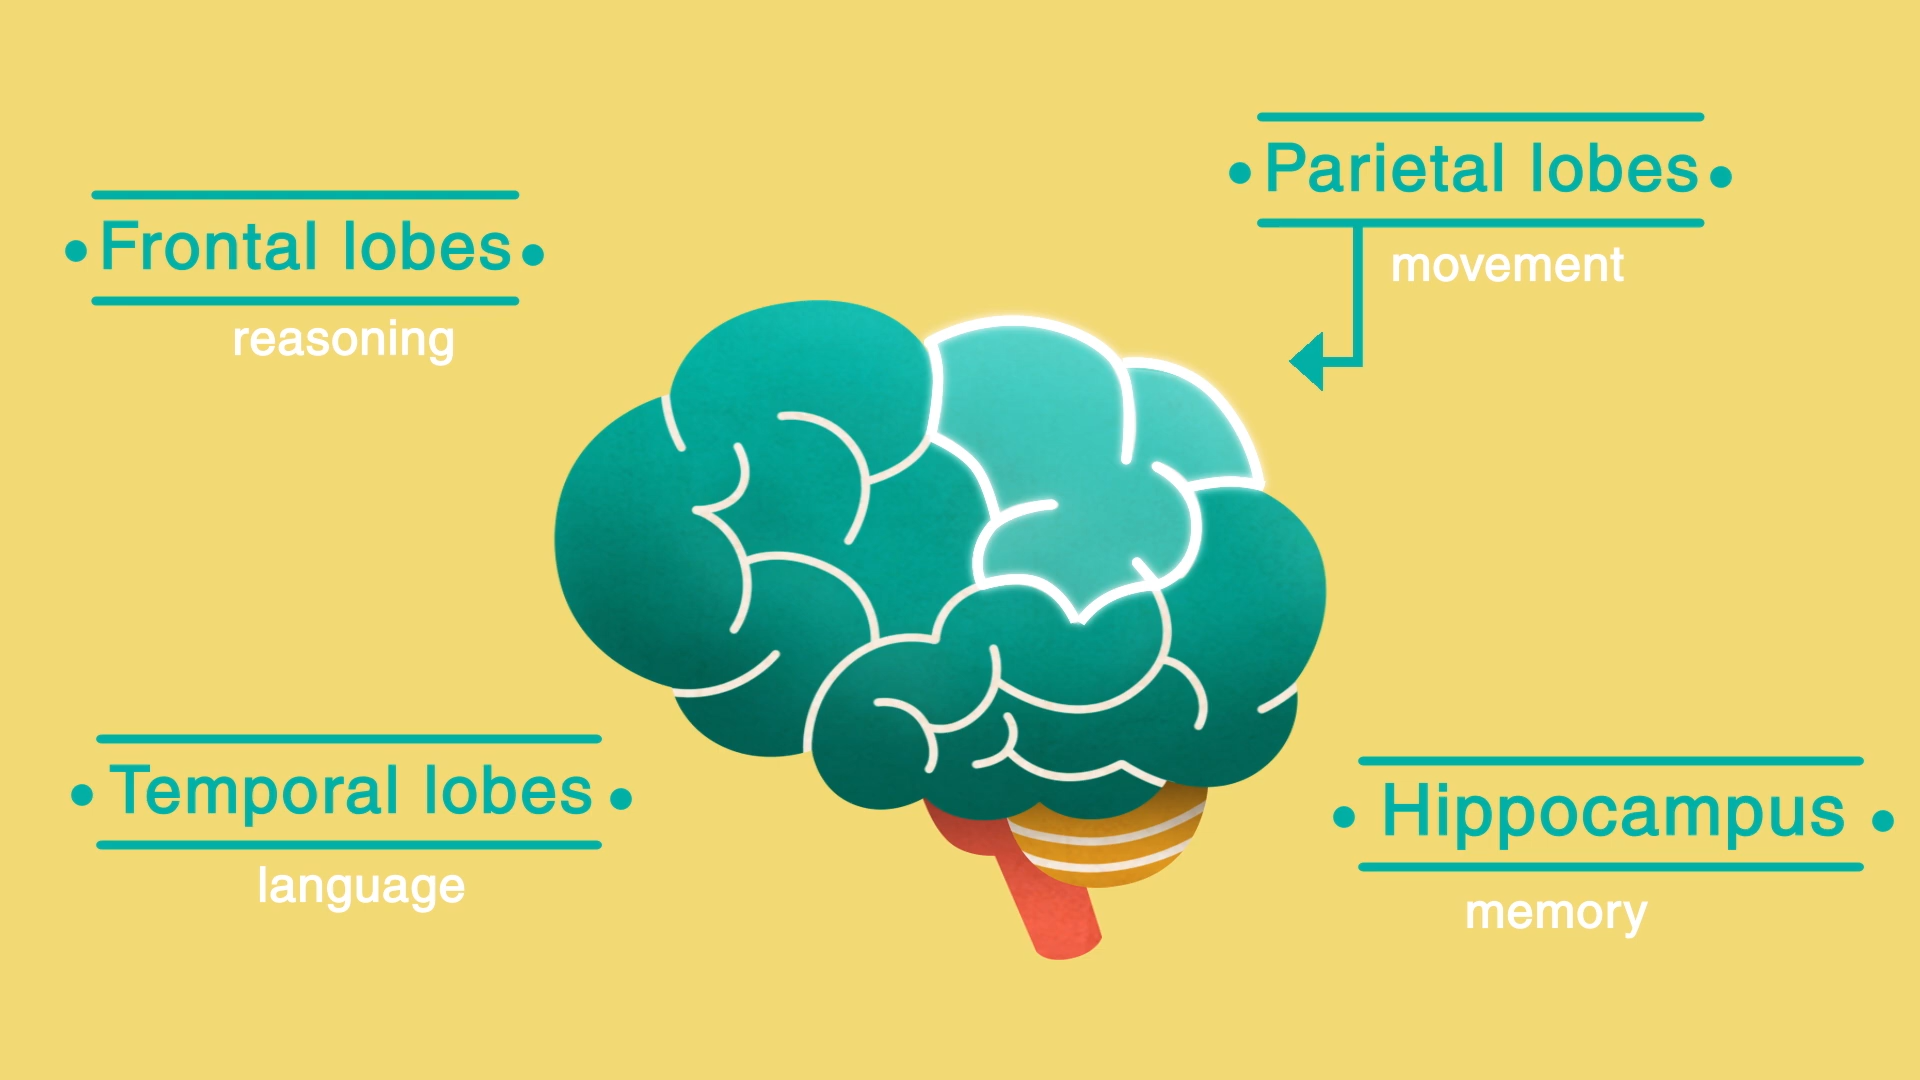 Frontal lobes
reasoning
Parietal lobes
movement
Temporal lobes
language
Hippocampus
memory